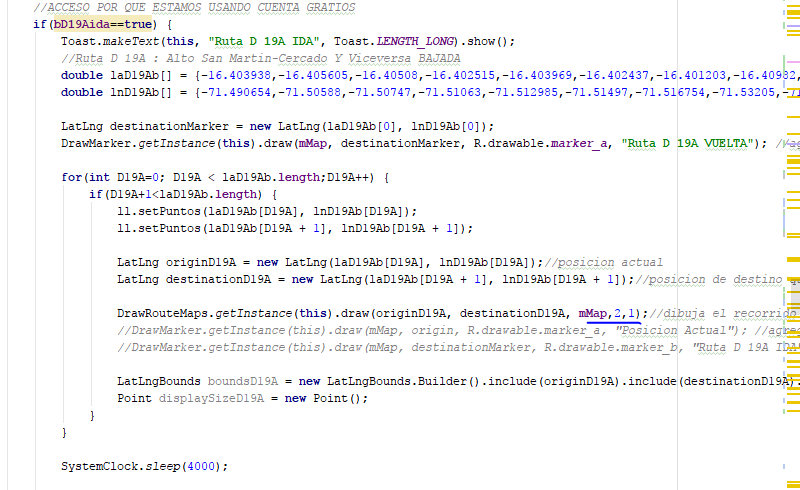 //ACCESO POR QUE ESTAMOS USANDO CUENTA GRATIOS
if(bD19Aida==true) {
Toast.makeText(this, "Ruta D 19A IDA", Toast.LENGTH_LONG).show();
//Ruta D 19A : Alto San Martin-Cercado Y Viceversa BAJADA
double laD19Ab[] = {-16.403938,-16.405605,-16.40508,-16.402515,-16.403969,-16.402437,-16.401203,-16.40982,
double lnD19Ab[] = {-71.490654,-71.50588,-71.50747,-71.51063,-71.512985,-71.51497,-71.516754,-71.53205,-71
LatLng destinationMarker = new LatLng(laD19Ab[0], lnD19Ab[0]);
DrawMarker.getInstance(this).draw(mMap, destinationMarker, R.drawable.marker_a, "Ruta D 19A VUELTA"); //ag
for(int D19A=0; D19A < laD19Ab.length;D19A++) {
if(D19A+1<laD19Ab.length) {
ll.setPuntos(laD19Ab[D19A], lnD19Ab[D19A]);
ll.setPuntos(laD19Ab[D19A + 1], lnD19Ab[D19A + 1]);
LatLng originD19A = new LatLng(laD19Ab[D19A], lnD19Ab[D19A]);//posicion actual
LatLng destinationD19A = new LatLng(laD19Ab[D19A + 1], lnD19Ab[D19A + 1]);//posicion de destino qu
DrawRouteMaps.getInstance(this).draw(originD19A, destinationD19A, mMap,2,1);//dibuja el recorrido
//DrawMarker.getInstance(this).draw(mMap, origin, R.drawable.marker_a, "Posicion Actual"); //agre
//DrawMarker.getInstance(this).draw(mMap, destinationMarker, R.drawable.marker_b, "Ruta D 19A IDA"
LatLngBounds boundsD19A = new LatLngBounds.Builder().include(originD19A).include(destinationD19A).
Point displaySizeD19A = new Point();
}
}
SystemClock.sleep(4000);